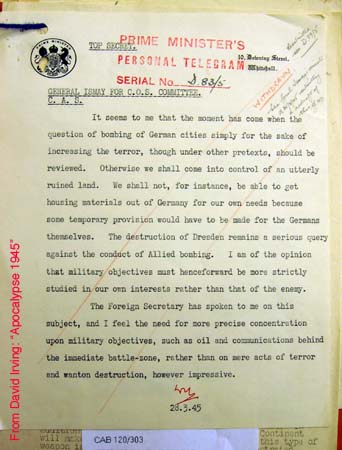 TOP SECRET.
PRIME MINISTER'S
PERSONAL TELEGRAM
SERIAL No. D.83/5
10, Downing Street,
Whitehall.
WITHDRAWN
GENERAL ISMAY FOR C.O.S. COMMITTEE.
C. A. S.
It seems to me that the moment has come when the
question of bombing of German cities simply for the sake of
increasing the terror, though under other pretexts, should be
reviewed. Otherwise we shall come into control of an utterly
ruined land. We shall not, for instance, be able to get
housing materials out of Germany for our own needs because
some temporary provision would have to be made for the Germans
themselves. The destruction of Dresden remains a serious query
against the conduct of Allied bombing. I am of the opinion
that military objectives must henceforward be more strictly
studied in our own interests rather than that of the enemy.
The Foreign Secretary has spoken to me on this
subject, and I feel the need for more precise concentration
upon military objectives, such as oil and communications behind
the immediate battle-zone, rather than on mere acts of terror
and wanton destruction, however impressive.
28.3.45
From David Irving: "Apocalypse 1945"
CAB 120/303
Continent
will
this type of
weapon